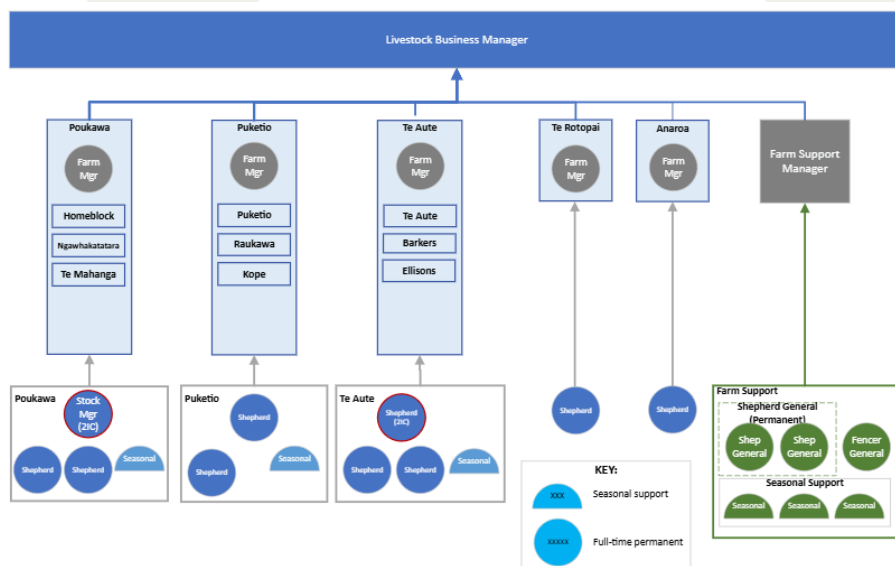 Livestock Business Manager
Poukawa
Farm
Mgr
Homeblock
Ngawhakatatara
Te Mahanga
Puketio
Farm
Mgr
Puketio
Raukawa
Kope
Te Aute
Farm
Mgr
Te Aute
Barkers
Ellisons
Te Rotopai
Farm
Mgr
Anaroa
Farm
Mgr
Farm Support
Manager
Poukawa
Stock
Mgr
(2IC)
Shepherd
Shepherd
Seasonal
Puketio
Shepherd
Shepherd
Seasonal
Te Aute
Shepherd
(2IC)
Shepherd
Shepherd
Seasonal
Shepherd
Shepherd
Farm Support
Shepherd General
(Permanent)
Shep
General
Shep
General
Fencer
General
Seasonal Support
Seasonal
Seasonal
Seasonal
KEY:
xxx
Seasonal support
xxxxx
Full-time permanent